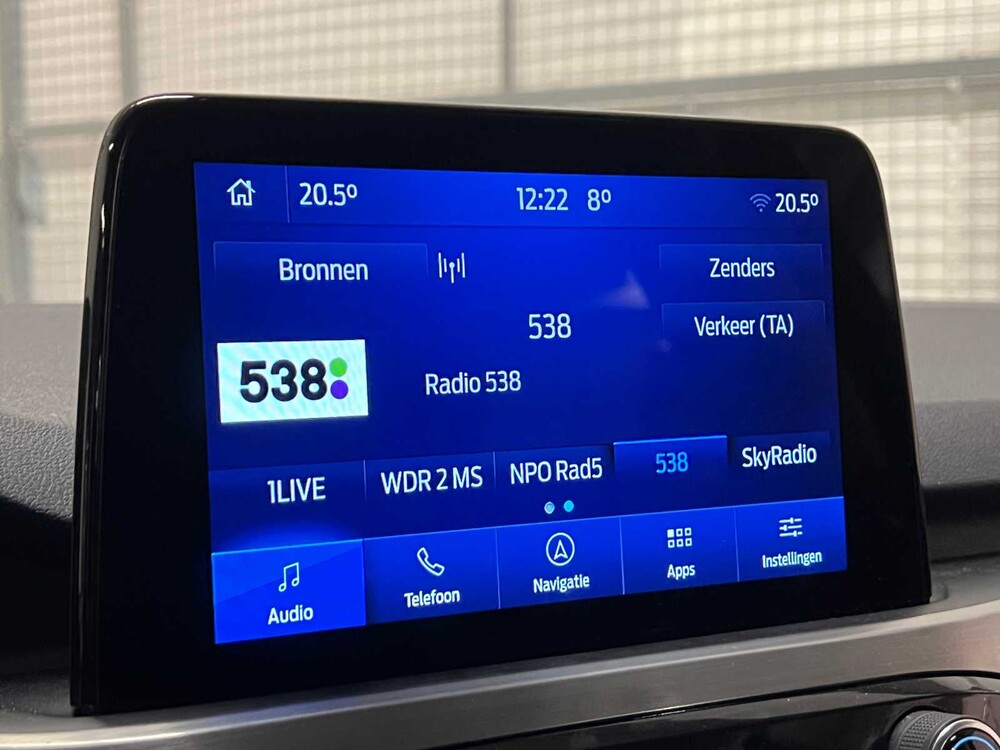 20.5° 12:22 8° 20.5°
Bronnen Zenders
538 Verkeer (TA)
538
Radio 538
1LIVE WDR 2 MS NPO Rad5 538 SkyRadio
Audio Telefoon Navigatie Apps Instellingen